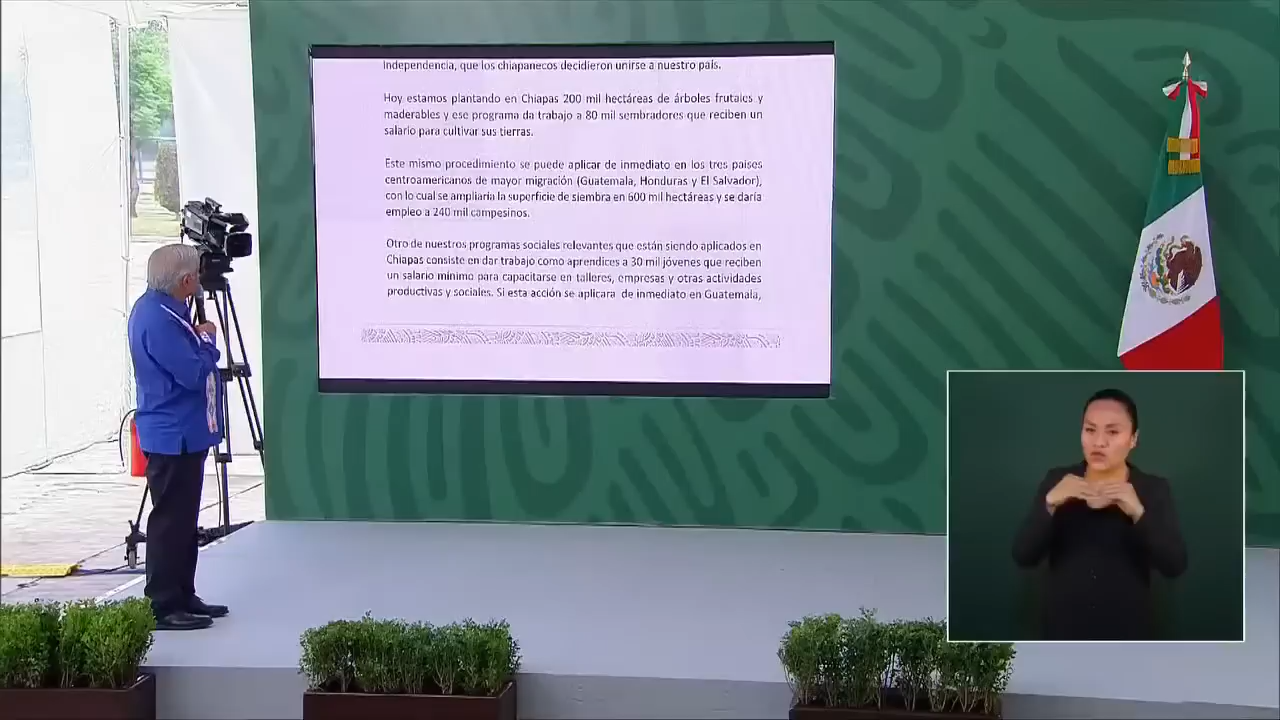 Independencia, que los chiapanecos decidieron unirse a nuestro país.
Hoy estamos plantando en Chiapas 200 mil hectáreas de árboles frutales y
maderables y ese programa da trabajo a 80 mil sembradores que reciben un
salario para cultivar sus tierras.
Este mismo procedimiento se puede aplicar de inmediato en los tres países
centroamericanos de mayor migración (Guatemala, Honduras y El Salvador),
con lo cual se ampliaría la superficie de siembra en 600 mil hectáreas y se daría
empleo a 240 mil campesinos.
Otro de nuestros programas sociales relevantes que están siendo aplicados en
Chiapas consiste en dar trabajo como aprendices a 30 mil jóvenes que reciben
un salario mínimo para capacitarse en talleres, empresas y otras actividades
productivas y sociales. Si esta acción se aplicara de inmediato en Guatemala,